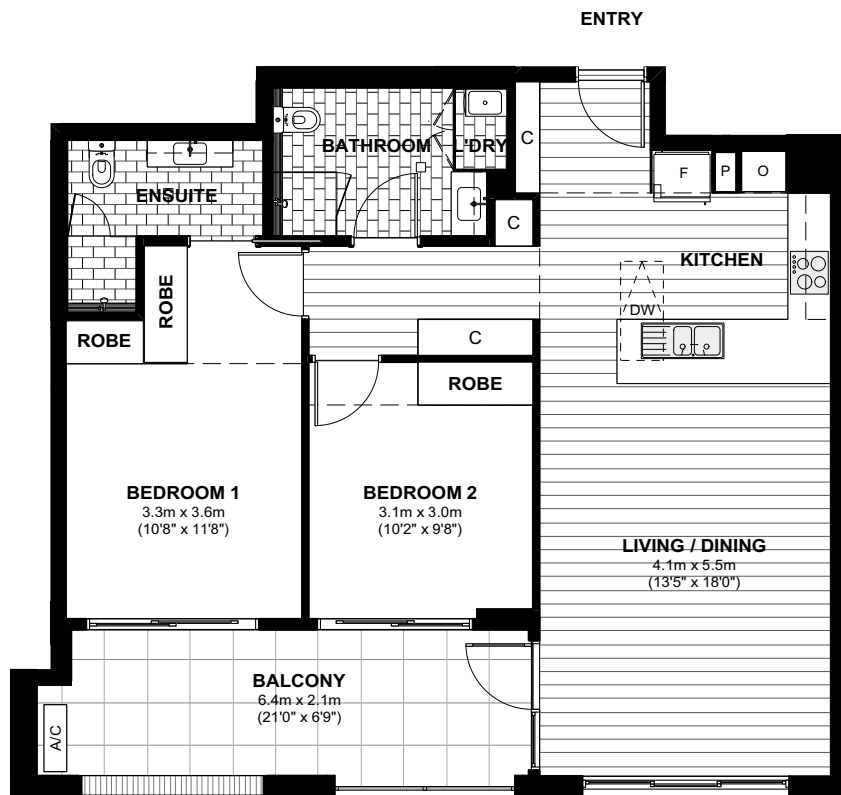 ENTRY
C
BATHROOM
L'DRY
F
P
O
ENSUITE
C
KITCHEN
ROBE
DW
ROBE
C
ROBE
BEDROOM 1
3.3m x 3.6m
(10'8" x 11'8")
BEDROOM 2
3.1m x 3.0m
(10'2" x 9'8")
LIVING / DINING
4.1m x 5.5m
(13'5" x 18'0")
BALCONY
6.4m x 2.1m
(21'0" x 6'9")
A/C